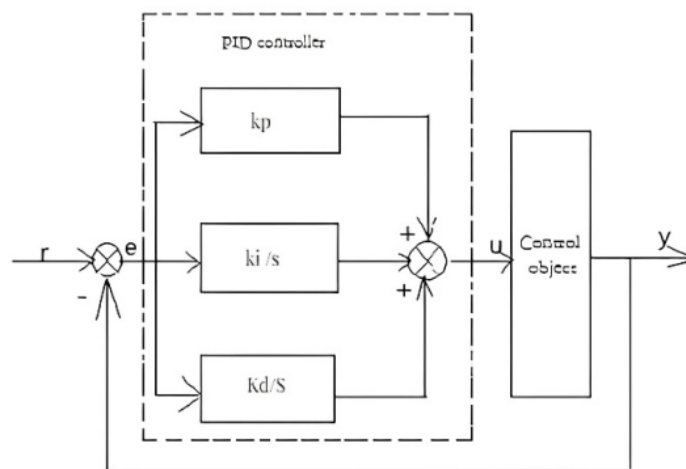 PID controller
kp
r
e
ki /s
+
u
Control
object
y
-
+
Kd/S